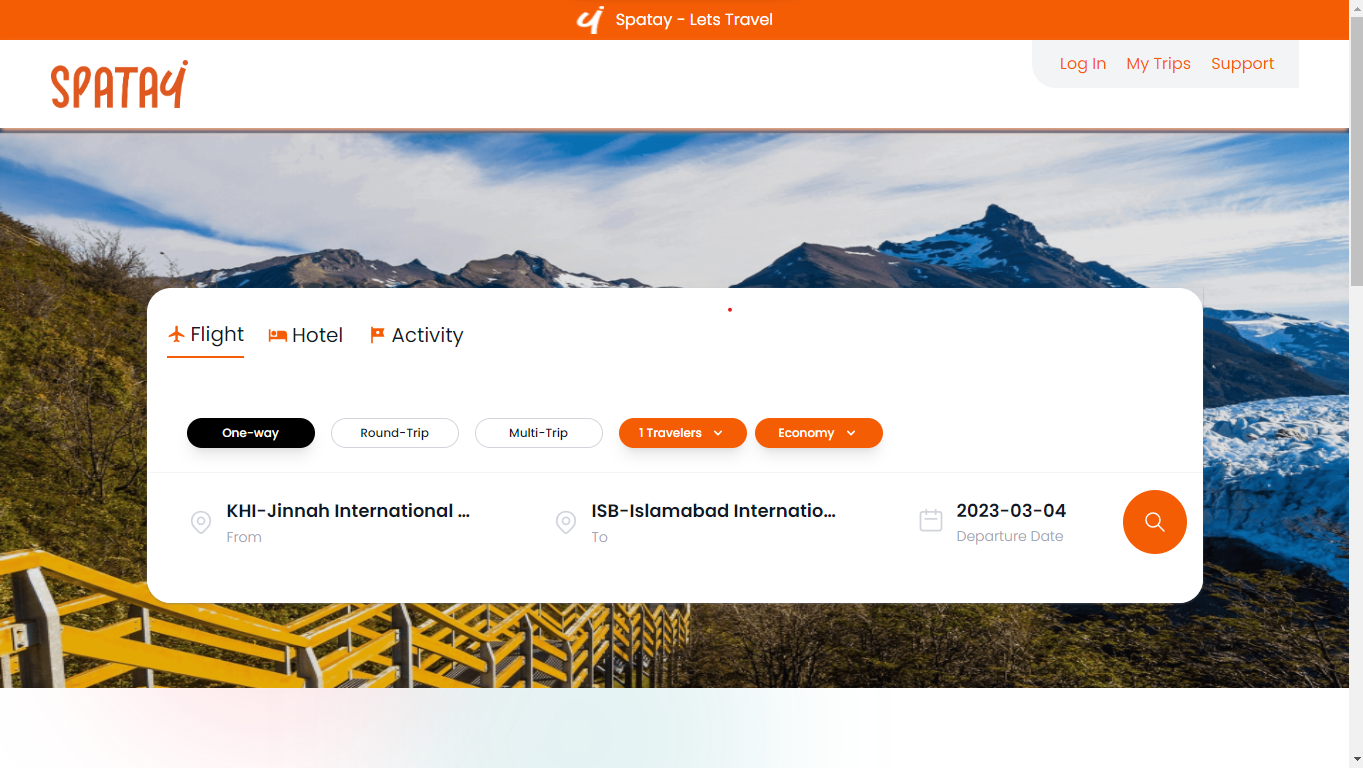 Spatay - Lets Travel
SPATAY
Log In My Trips Support
Flight Hotel Activity
One-way Round-Trip Multi-Trip 1 Travelers Economy
KHI-Jinnah International ... ISB-Islamabad Internatio... 2023-03-04
From To Departure Date